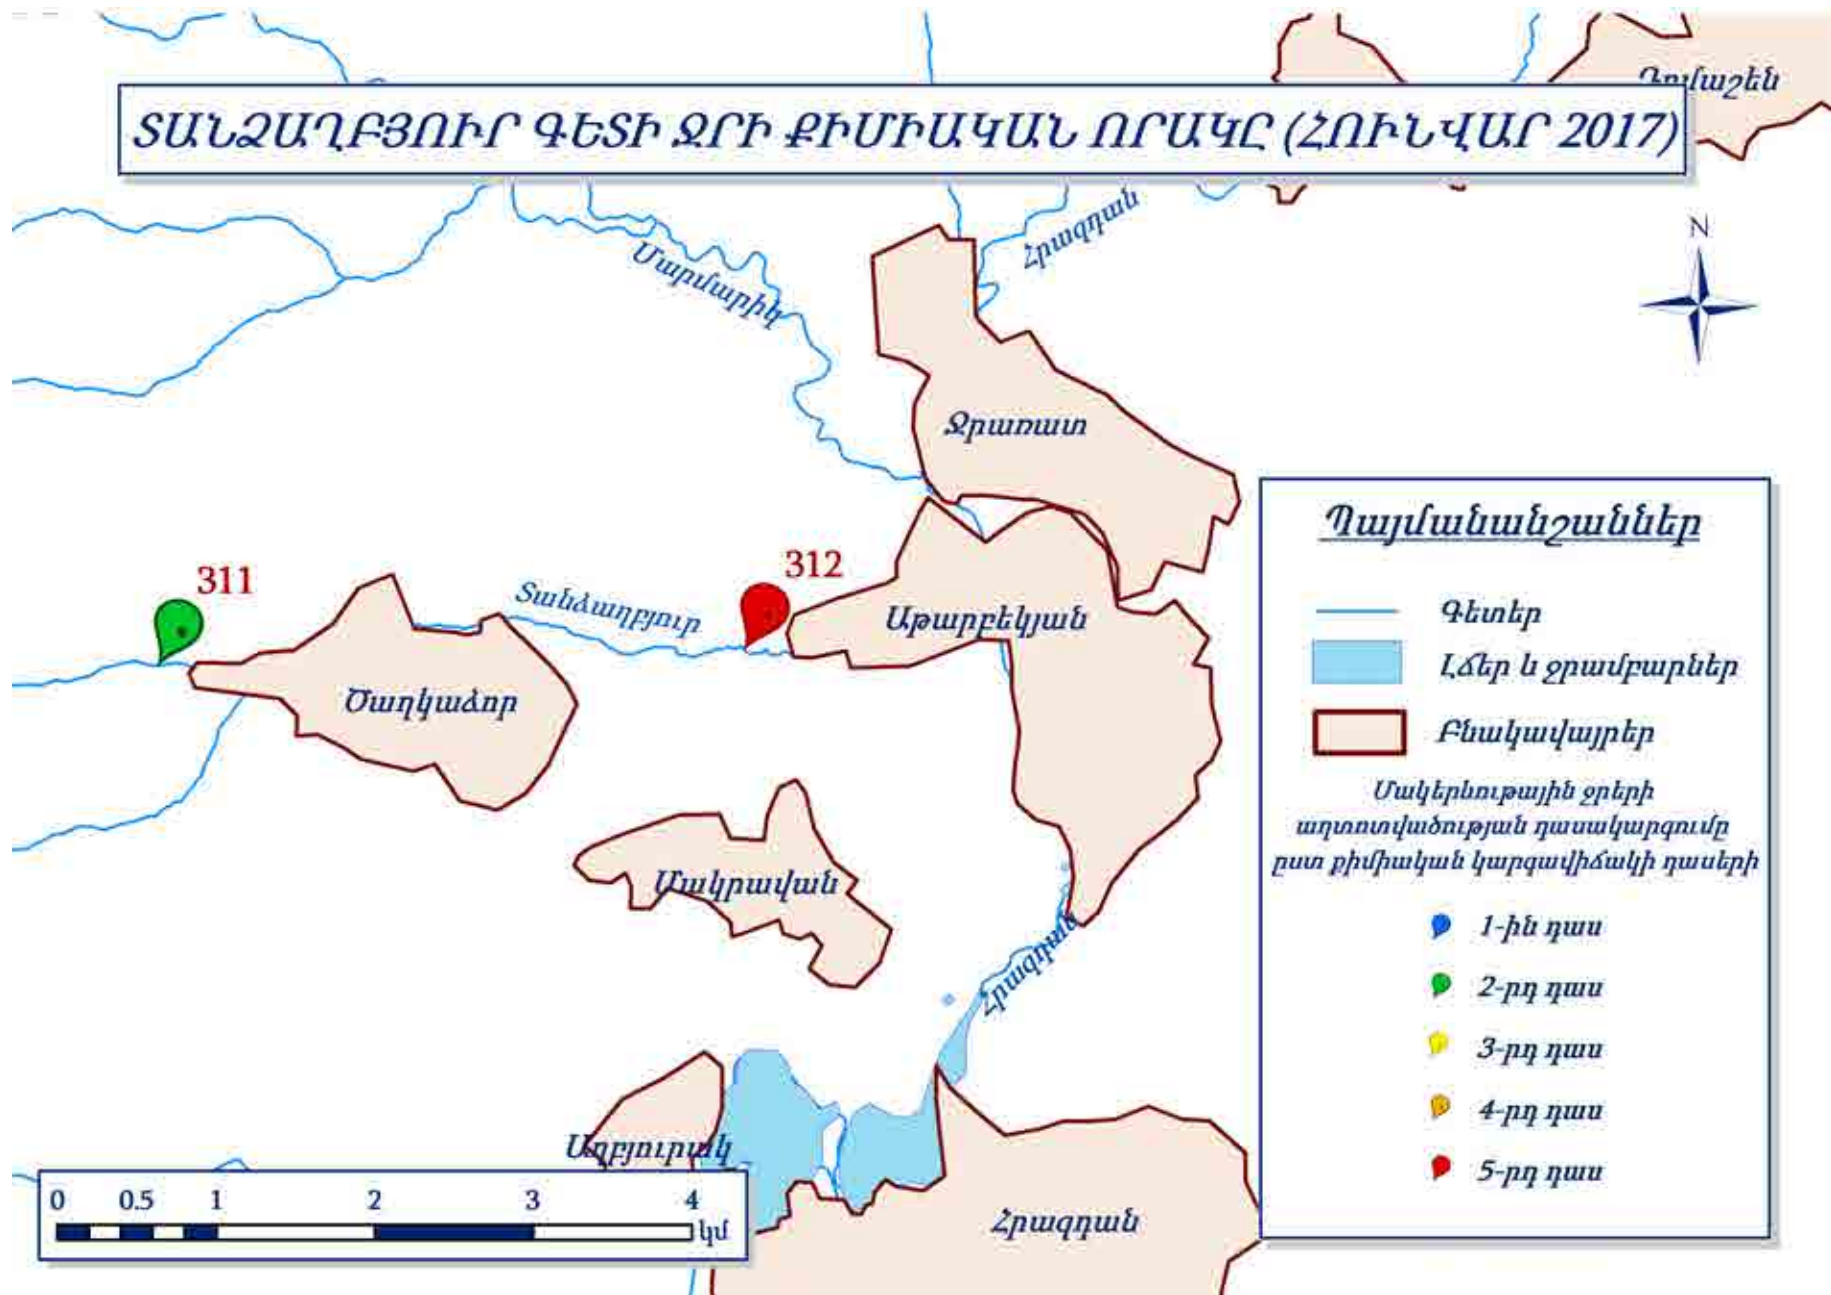 ՏԱՆՁԱՂԲՅՈՒՐ ԳԵՏԻ ՋՐԻ ՔԻՄԻԱԿԱՆ ՈՐԱԿԸ (ՀՈՒՆՎԱՐ 2017)
Հրազդան
Մարմարիկ
N
Ջրառատ
312
311
Տանձաղբյուր
Աթարբեկյան
Ծաղկաձոր
Մակրավան
Հրազդան
Աղբյուրակ
Հրազդան
0 0.5 1 2 3 4
կմ
Պայմանանշաններ
Գետեր
Լճեր և ջրամբարներ
Բնակավայրեր
Մակերևութային ջրերի
աղտոտվածության դասակարգումը
ըստ քիմիական կարգավիճակի դասերի
1-ին դաս
2-րդ դաս
3-րդ դաս
4-րդ դաս
5-րդ դաս